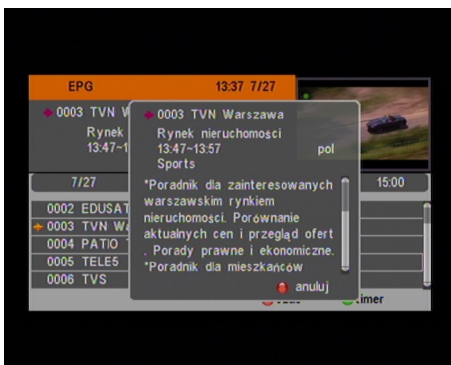 EPG 13:37 7/27
0003 TVN W
Rynek
13:47~1
0003 TVN Warszawa
Rynek nieruchomości
13:47~13:57 pol
Sports
*Poradnik dla zainteresowanych
warszawskim rynkiem
nieruchomości. Porównanie
aktualnych cen i przegląd ofert
. Porady prawne i ekonomiczne.
*Poradnik dla mieszkańców
anuluj
7/27 15:00
0002 EDUSAT
0003 TVN Wa
0004 PATIO
0005 TELE5
0006 TVS
timer